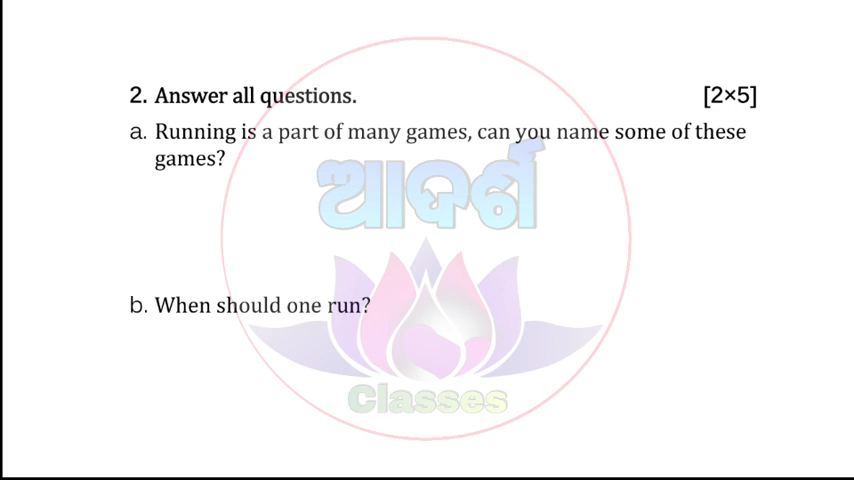 2. Answer all questions. [2×5]
a. Running is a part of many games, can you name some of these
games?
ଆଦର୍ଶ
b. When should one run?
Classes